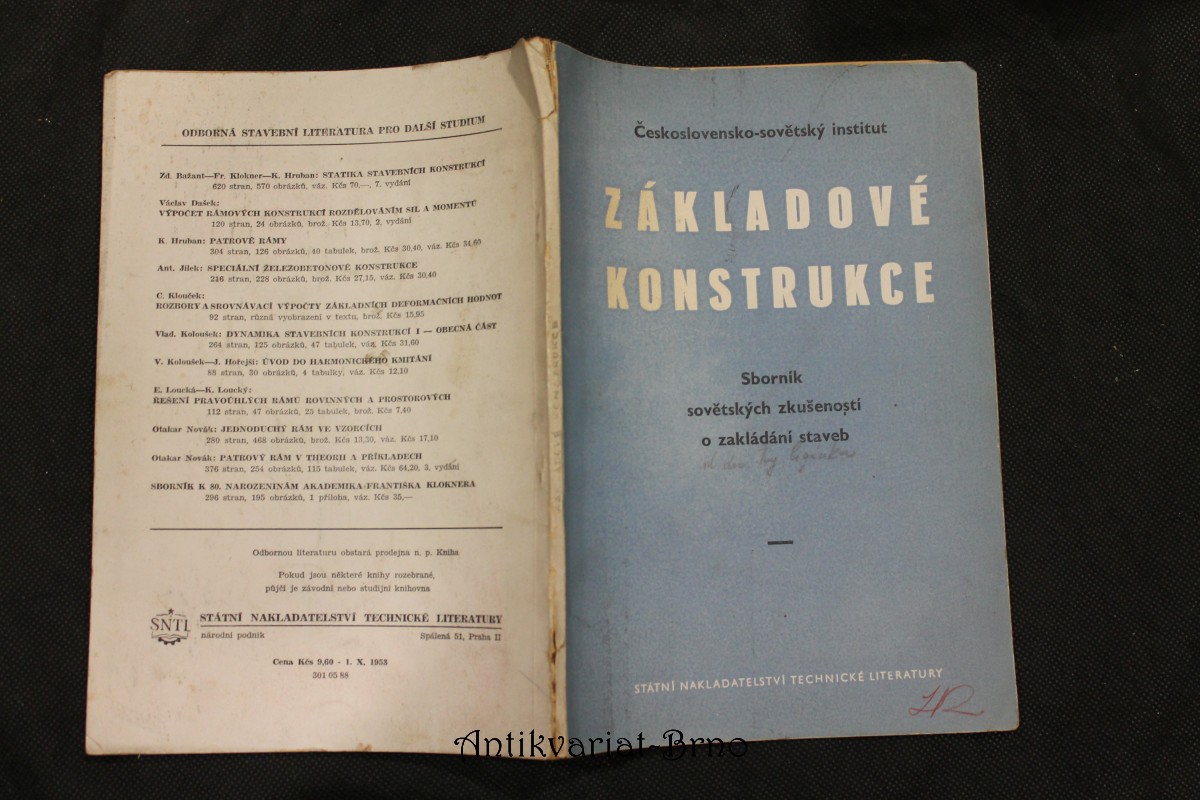 ODBORNÁ STAVEBNÍ LITERATURA PRO DALŠÍ STUDIUM
Zd. Bažant—Fr. Klokner—K. Hruban: STATIKA STAVEBNÍCH KONSTRUKCÍ
620 stran, 570 obrázků, váz. Kčs 70,—, 7. vydání
Václav Dašek:
VÝPOČET RÁMOVÝCH KONSTRUKCÍ ROZDĚLOVÁNÍM SIL A MOMENTŮ
120 stran, 24 obrázků, brož. Kčs 13,70, 2. vydání
K. Hruban: PATROVÉ RÁMY
304 stran, 126 obrázků, 40 tabulek, brož. Kčs 30,40, váz. Kčs 34,60
Ant. Jílek: SPECIÁLNÍ ŽELEZOBETONOVÉ KONSTRUKCE
216 stran, 228 obrázků, brož. Kčs 27,15, váz. Kčs 30,40
C. Klouček:
ROZBORY A SROVNÁVACÍ VÝPOČTY ZÁKLADNÍCH DEFORMAČNÍCH HODNOT
92 stran, různá vyobrazení v textu, brož. Kčs 15,95
Vlad. Koloušek: DYNAMIKA STAVEBNÍCH KONSTRUKCÍ I — OBECNÁ ČÁST
264 stran, 125 obrázků, 47 tabulek, váz. Kčs 31,60
V. Koloušek—J. Hořejší: ÚVOD DO HARMONICKÉHO KMITÁNÍ
88 stran, 30 obrázků, 4 tabulky, váz. Kčs 12,10
E. Loucká—K. Loucký:
ŘEŠENÍ PRAVOÚHLÝCH RÁMŮ ROVINNÝCH A PROSTOROVÝCH
112 stran, 47 obrázků, 25 tabulek, brož. Kčs 7,40
Otakar Novák: JEDNODUCHÝ RÁM VE VZORCÍCH
280 stran, 468 obrázků, brož. Kčs 13,30, váz. Kčs 17,10
Otakar Novák: PATROVÝ RÁM V THEORII A PŘÍKLADECH
376 stran, 254 obrázků, 115 tabulek, váz. Kčs 64,20, 3. vydání
SBORNÍK K 80. NAROZENINÁM AKADEMIKA FRANTIŠKA KLOKNERA
296 stran, 195 obrázků, 1 příloha, váz. Kčs 35,—
Odbornou literaturu obstará prodejna n. p. Kniha
Pokud jsou některé knihy rozebrané,
půjčí je závodní nebo studijní knihovna
SNTL STÁTNÍ NAKLADATELSTVÍ TECHNICKÉ LITERATURY
národní podnik Spálená 51, Praha II
Cena Kčs 9,60 - 1. X. 1953
301 05 88
Československo-sovětský institut
ZÁKLADOVÉ
KONSTRUKCE
Sborník
sovětských zkušeností
o zakládání staveb
STÁTNÍ NAKLADATELSTVÍ TECHNICKÉ LITERATURY
Antikvariat-Brno